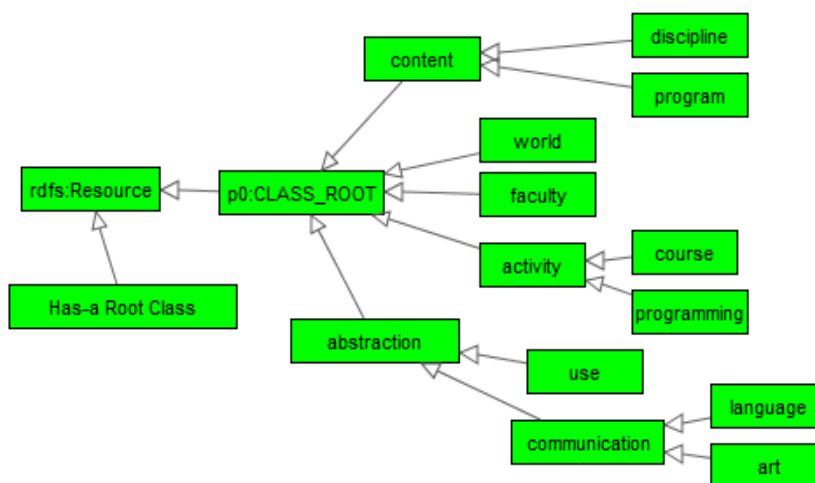 discipline
content
program
world
rdfs:Resource
p0:CLASS_ROOT
faculty
course
activity
Has-a Root Class
programming
abstraction
use
language
communication
art